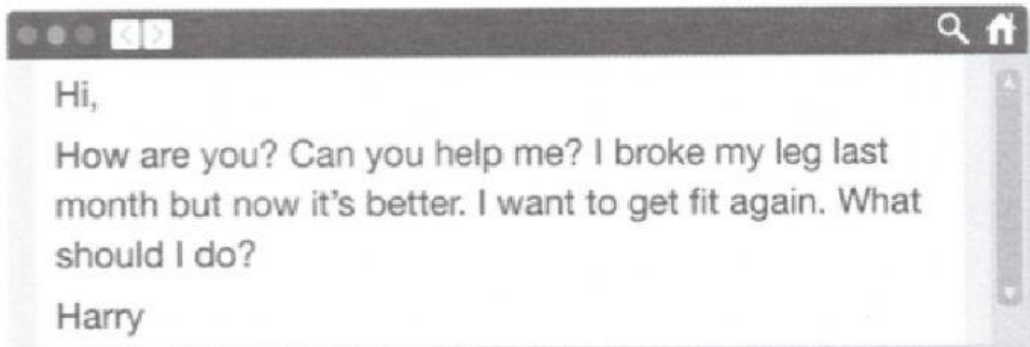 Hi,
How are you? Can you help me? I broke my leg last
month but now it's better. I want to get fit again. What
should I do?
Harry